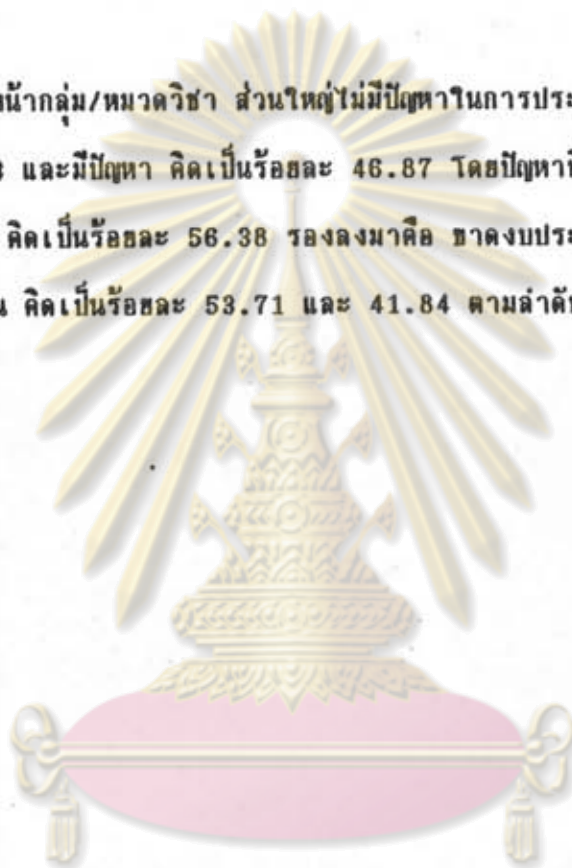 น้ากลุ่ม/หมวดวิชา ส่วนใหญ่ไม่มีปัญหาในการประ
และมีปัญหา คิดเป็นร้อยละ 46.87 โดยปัญหาที
คิดเป็นร้อยละ 56.38 รองลงมาคือ ขาดงบประ
น คิดเป็นร้อยละ 53.71 และ 41.84 ตามลำดับ